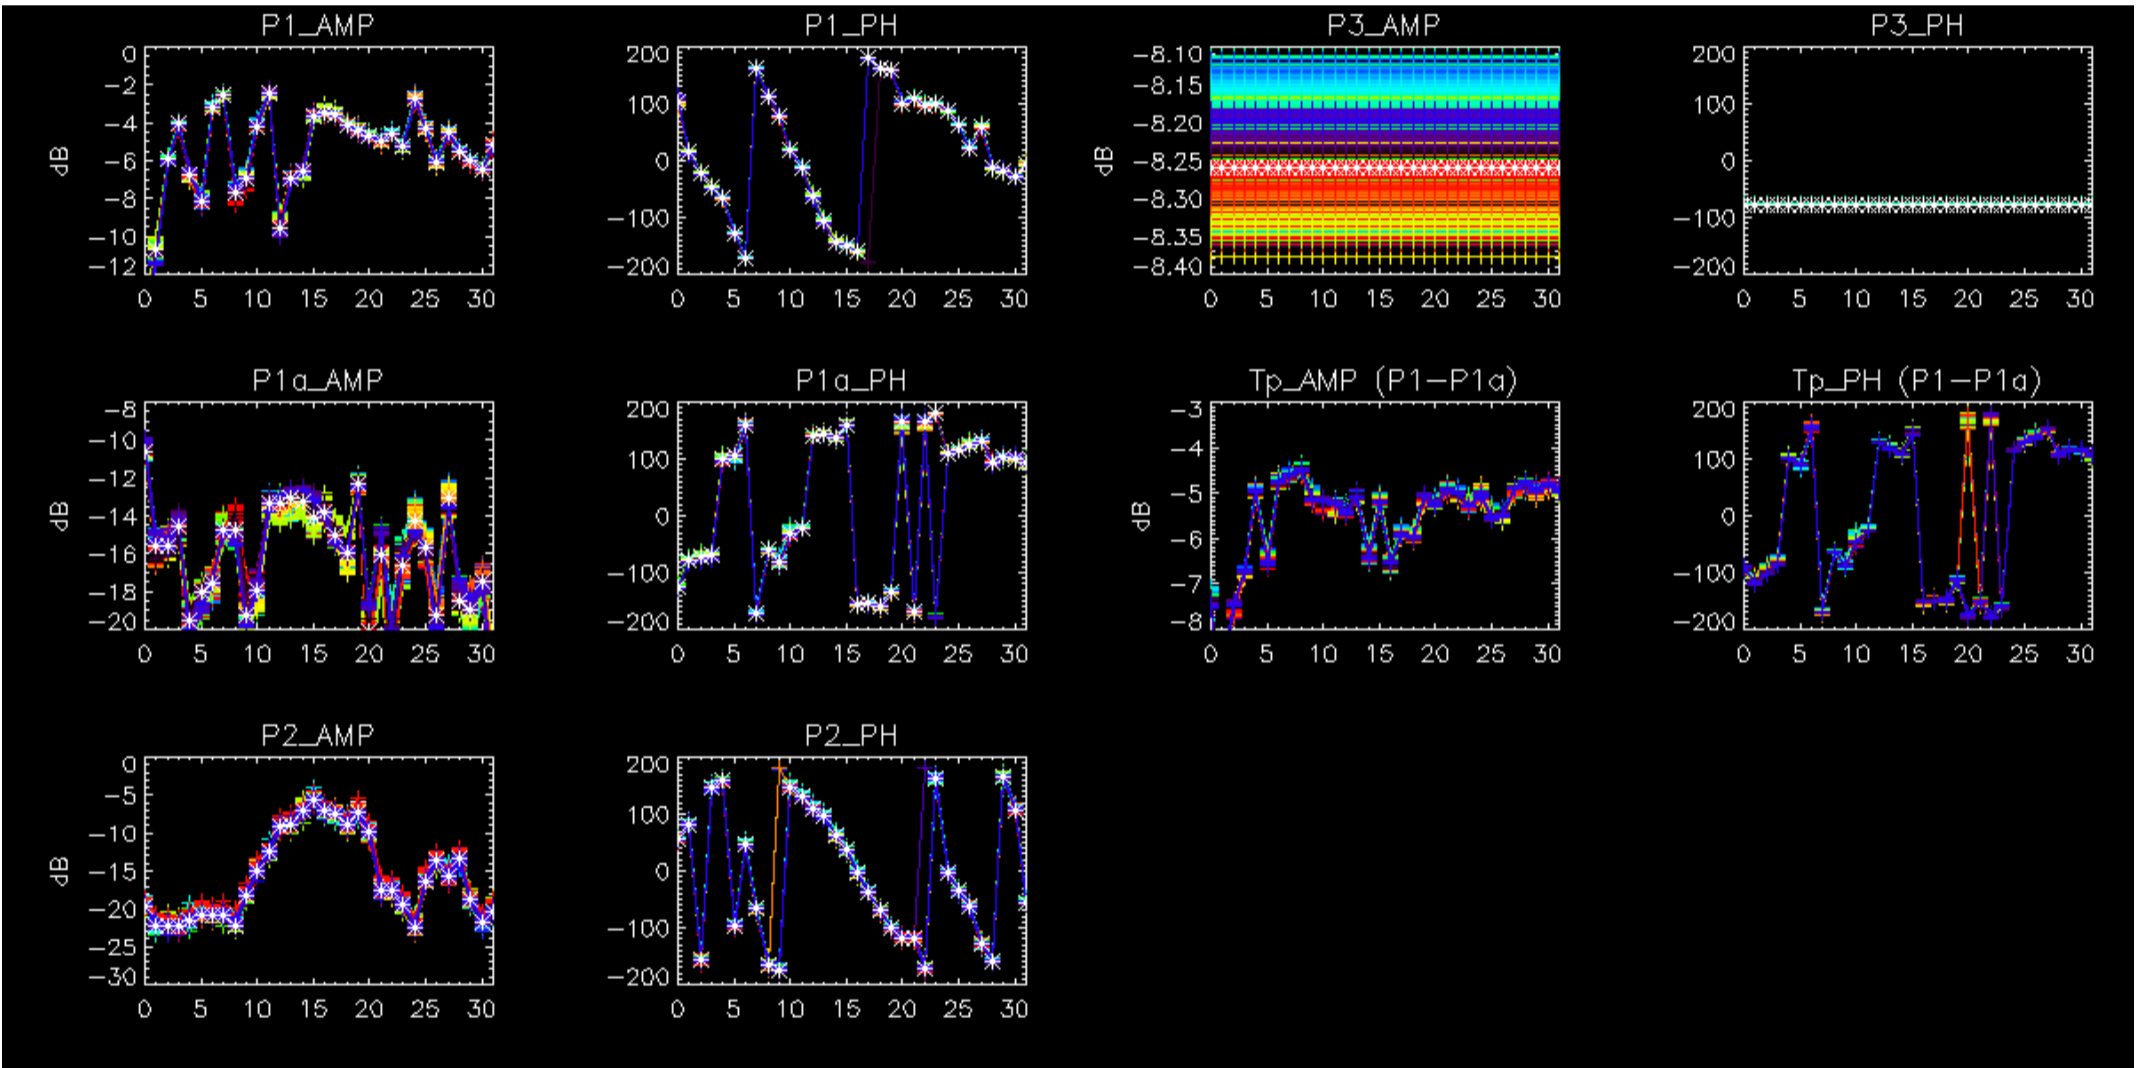 P1_AMP
0
-2
-4
-6
-8
-10
-12
dB
0 5 10 15 20 25 30
P1_PH
200
100
0
-100
-200
0 5 10 15 20 25 30
P3_AMP
-8.10
-8.15
-8.20
-8.25
-8.30
-8.35
-8.40
dB
0 5 10 15 20 25 30
P3_PH
200
100
0
-100
-200
0 5 10 15 20 25 30
P1a_AMP
-8
-10
-12
-14
-16
-18
-20
dB
0 5 10 15 20 25 30
P1a_PH
200
100
0
-100
-200
0 5 10 15 20 25 30
Tp_AMP (P1-P1a)
-3
-4
-5
-6
-7
-8
dB
0 5 10 15 20 25 30
Tp_PH (P1-P1a)
200
100
0
-100
-200
0 5 10 15 20 25 30
P2_AMP
0
-5
-10
-15
-20
-25
-30
dB
0 5 10 15 20 25 30
P2_PH
200
100
0
-100
-200
0 5 10 15 20 25 30